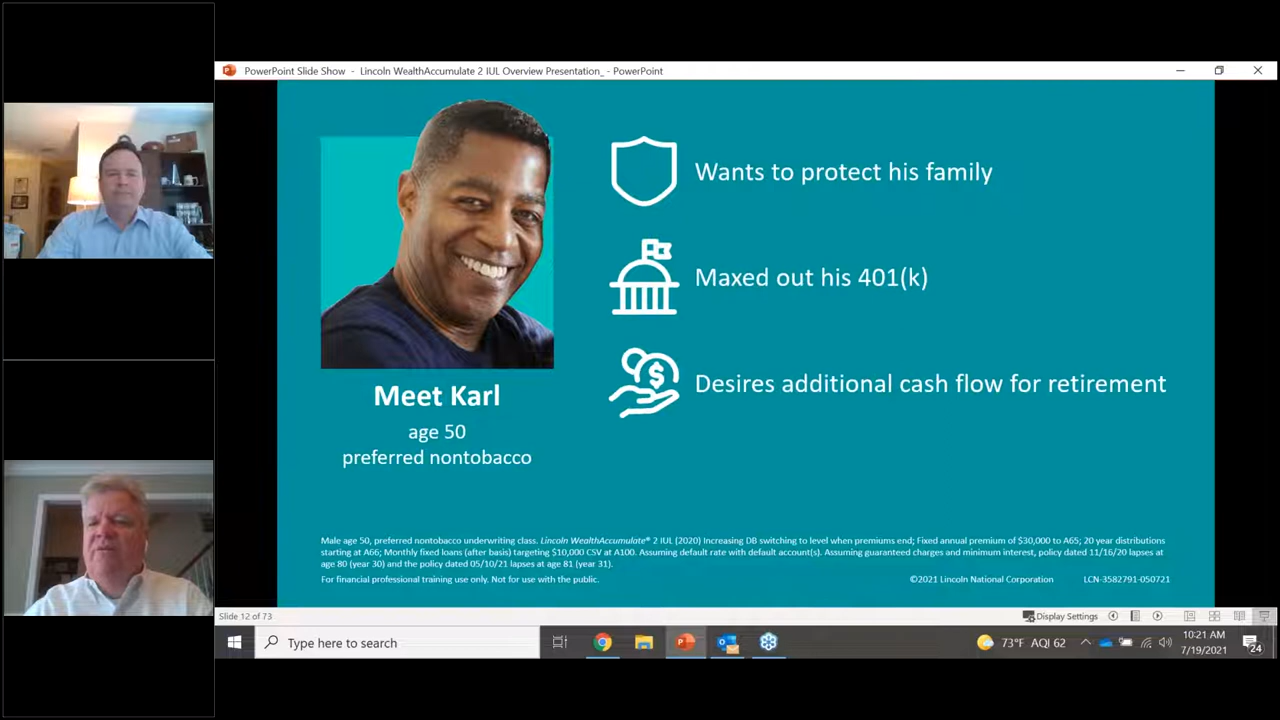 PowerPoint Slide Show - Lincoln WealthAccumulate 2 IUL Overview Presentation_ - PowerPoint
Wants to protect his family
Maxed out his 401(k)
Desires additional cash flow for retirement
Meet Karl
age 50
preferred nontobacco
Male age 50, preferred nontobacco underwriting class. Lincoln WealthAccumulate® 2 IUL (2020) Increasing DB switching to level when premiums end; Fixed annual premium of $30,000 to A65; 20 year distributions
starting at A66; Monthly fixed loans (after basis) targeting $10,000 CSV at A100. Assuming default rate with default account(s). Assuming guaranteed charges and minimum interest, policy dated 11/16/20 lapses at
age 80 (year 30) and the policy dated 05/10/21 lapses at age 81 (year 31).
For financial professional training use only. Not for use with the public.
©2021 Lincoln National Corporation
LCN-3582791-050721
Slide 12 of 73
Display Settings
Type here to search
73°F AQI 62
10:21 AM
7/19/2021
24